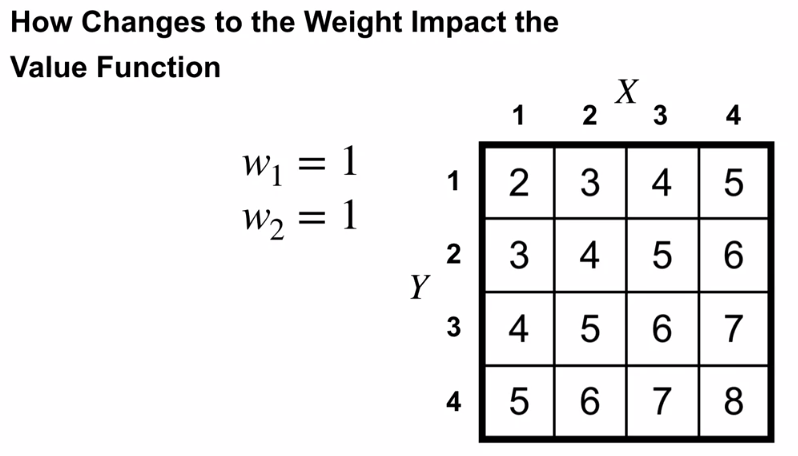 How Changes to the Weight Impact the
Value Function
w₁ = 1
w₂ = 1
X
1 2 3 4
1 2 3 4 5
2 3 4 5 6
Y
3 4 5 6 7
4 5 6 7 8